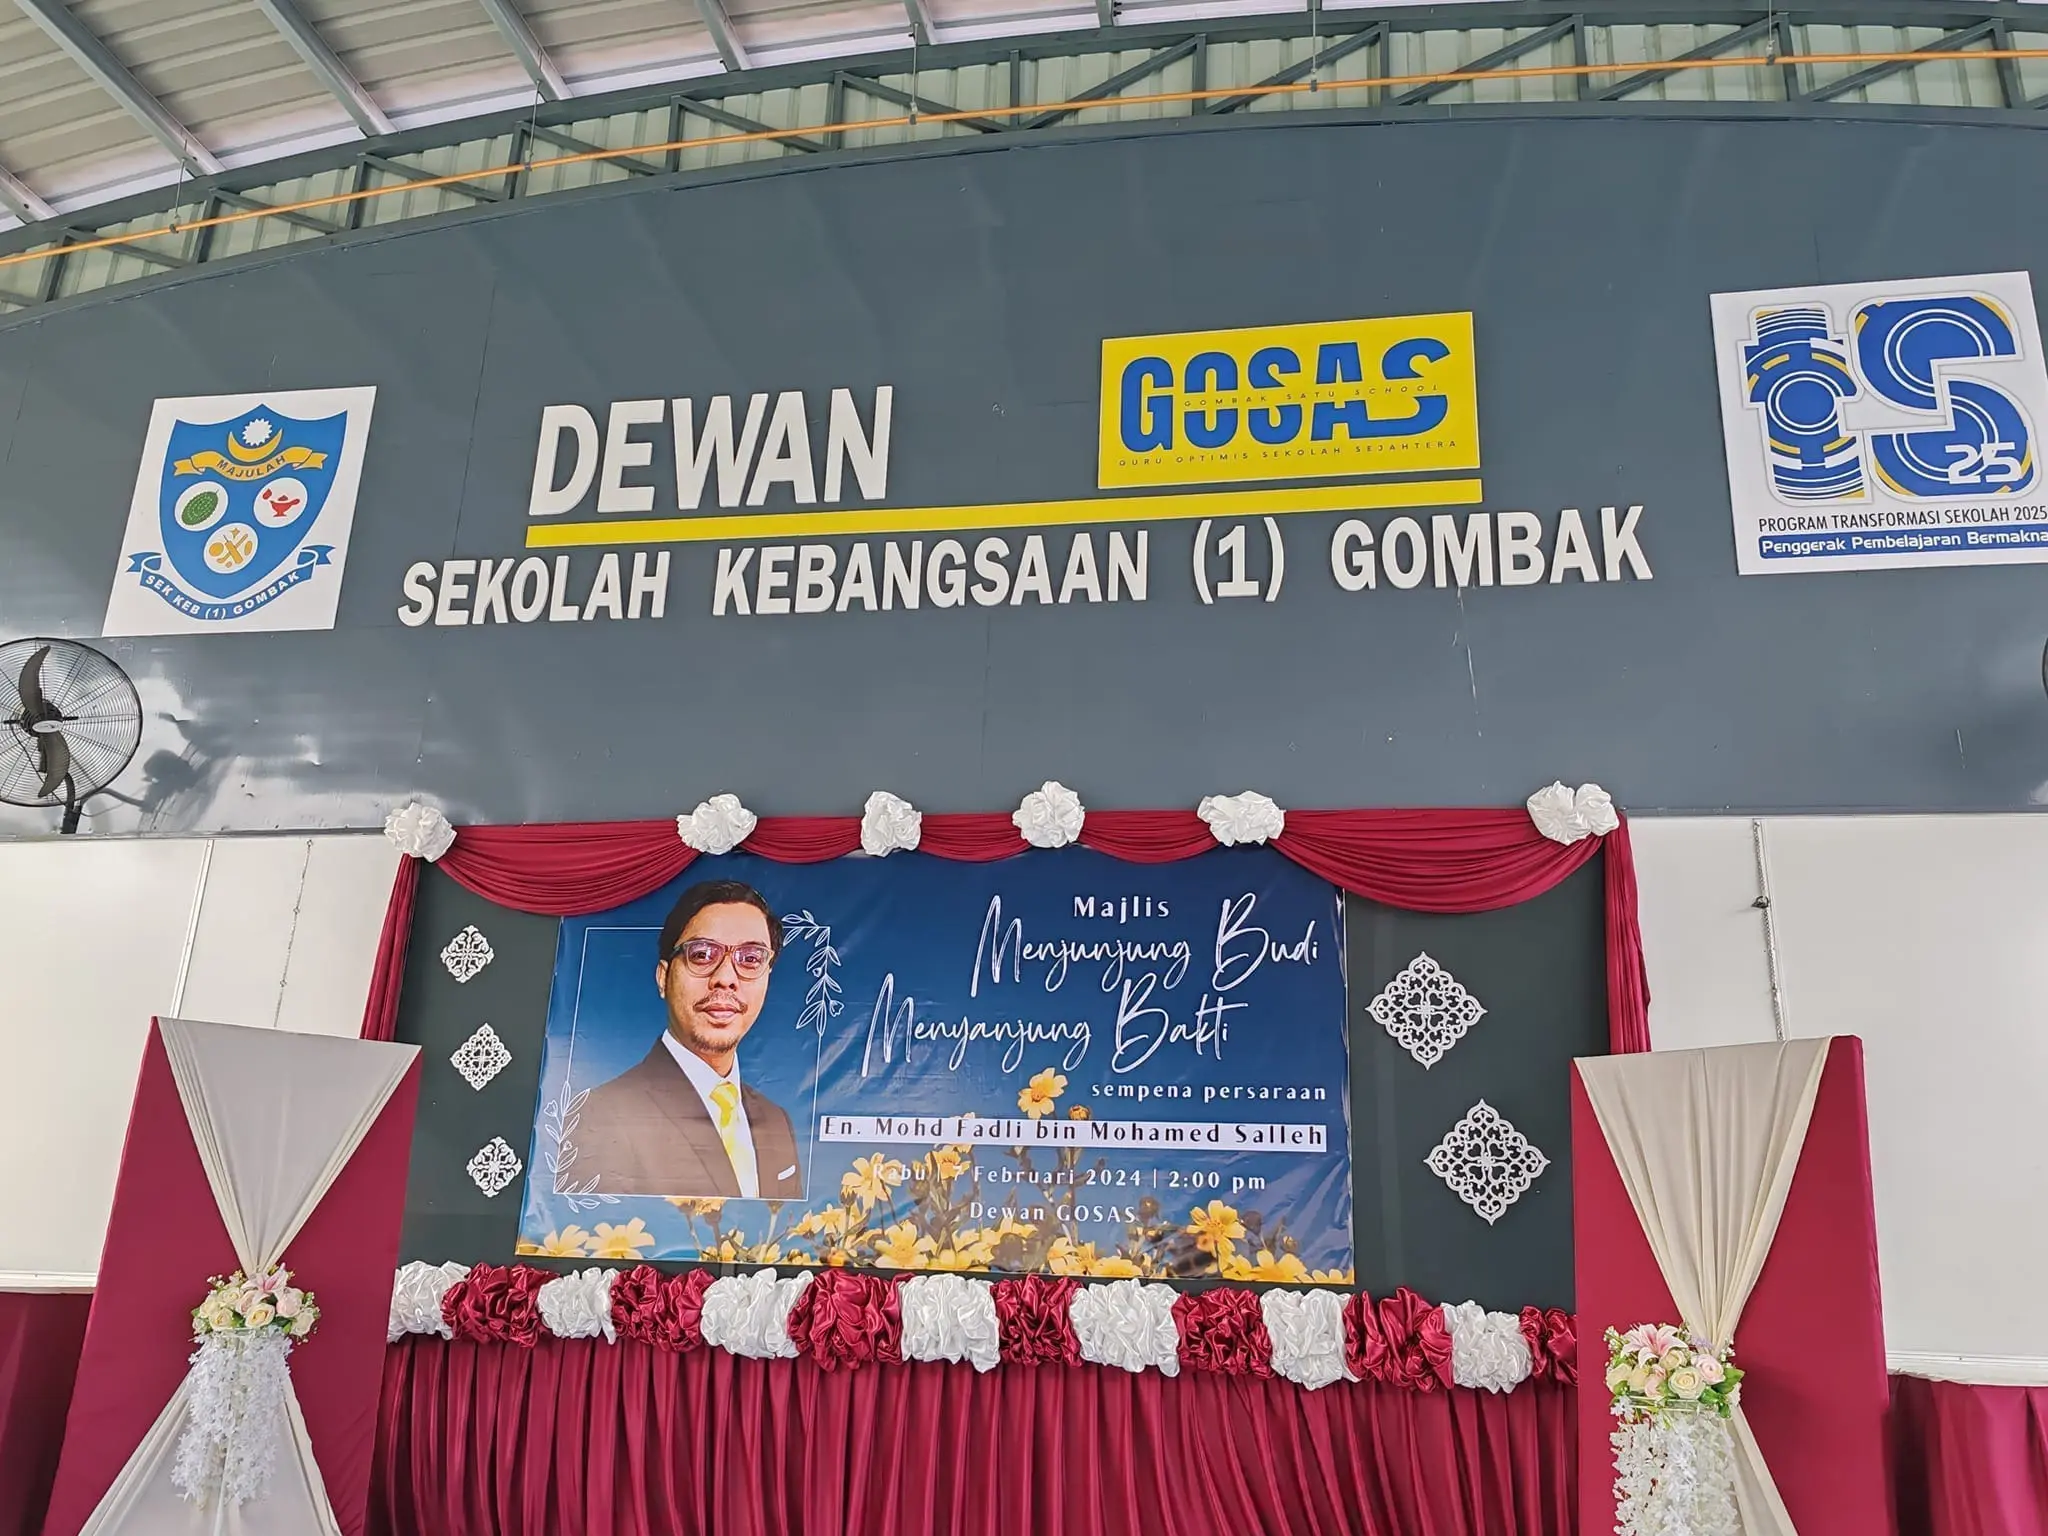 MAJULAH
SEK KEB (1) GOMBAK
DEWAN
GOSAS
GOMBAK SATU SCHOOL
GURU OPTIMIS SEKOLAH SEJAHTERA
SEKOLAH KEBANGSAAN (1) GOMBAK
tS
25
PROGRAM TRANSFORMASI SEKOLAH 2025
Penggerak Pembelajaran Bermakna
Majlis
Menjunjung Budi
Menyanjung Bakti
sempena persaraan
En. Mohd Fadli bin Mohamed Salleh
Rabu | 7 Februari 2024 | 2:00 pm
Dewan GOSAS